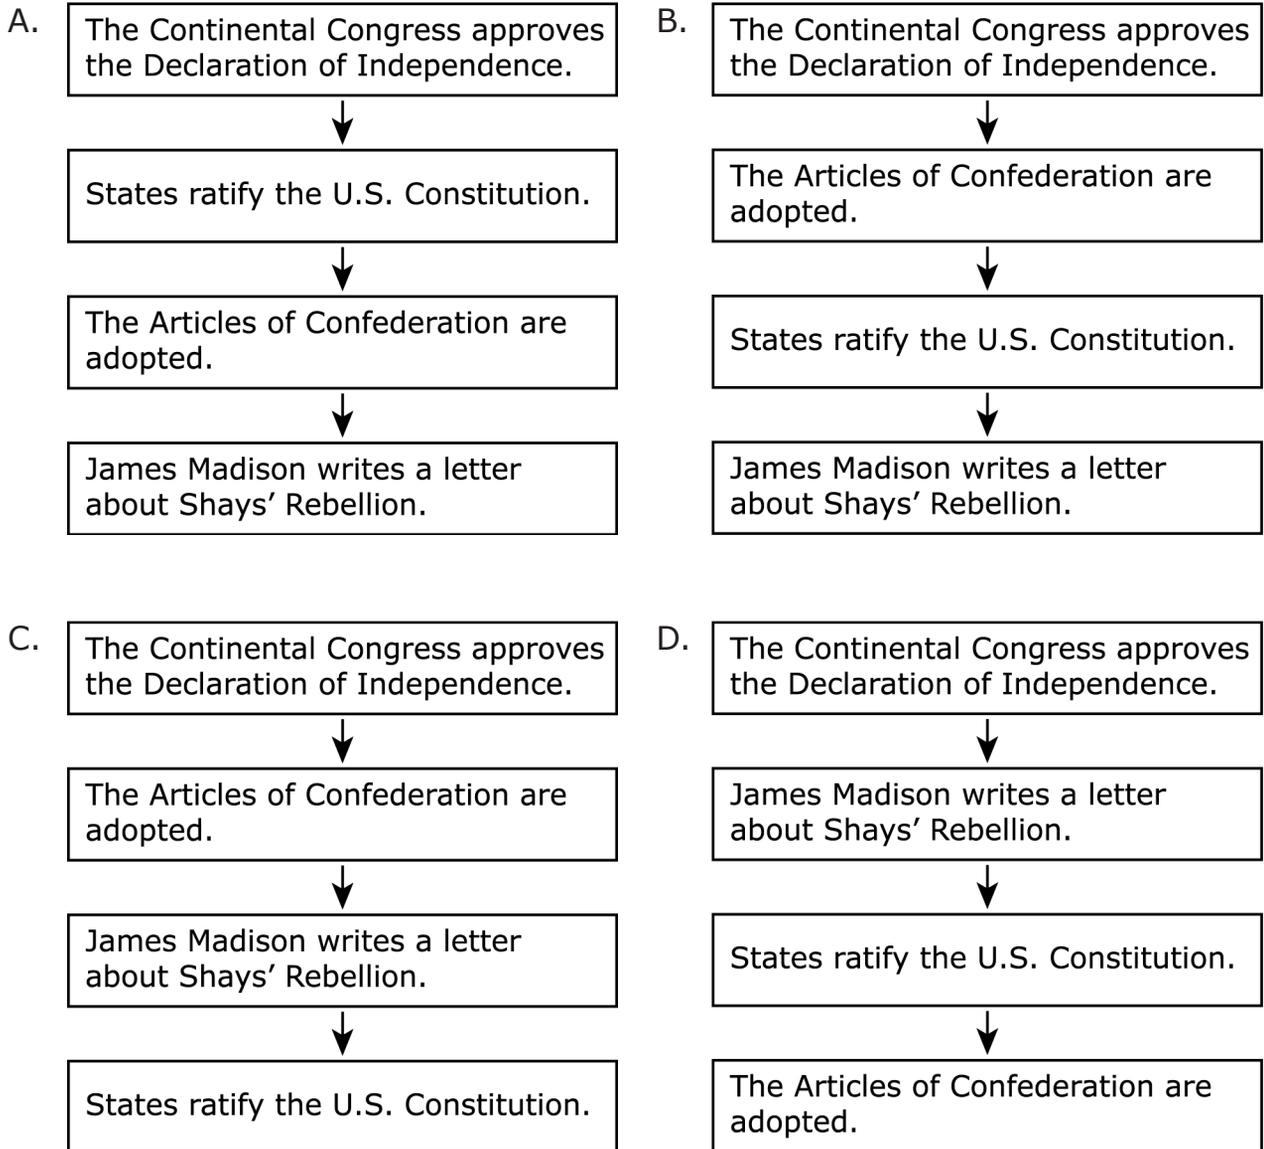 A.
The Continental Congress approves
the Declaration of Independence.
States ratify the U.S. Constitution.
The Articles of Confederation are
adopted.
James Madison writes a letter
about Shays’ Rebellion.
B.
The Continental Congress approves
the Declaration of Independence.
The Articles of Confederation are
adopted.
States ratify the U.S. Constitution.
James Madison writes a letter
about Shays’ Rebellion.
C.
The Continental Congress approves
the Declaration of Independence.
The Articles of Confederation are
adopted.
James Madison writes a letter
about Shays’ Rebellion.
States ratify the U.S. Constitution.
D.
The Continental Congress approves
the Declaration of Independence.
James Madison writes a letter
about Shays’ Rebellion.
States ratify the U.S. Constitution.
The Articles of Confederation are
adopted.